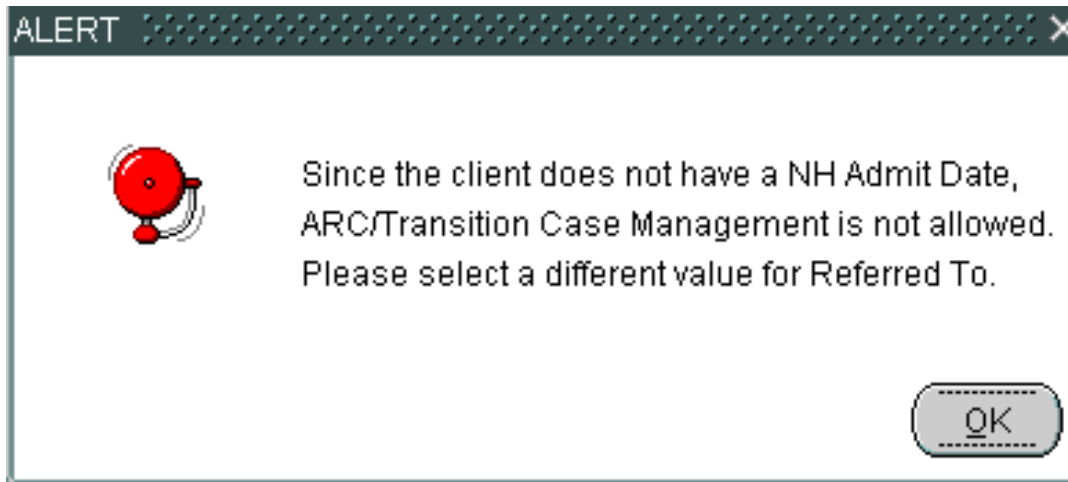 ALERT
Since the client does not have a NH Admit Date,
ARC/Transition Case Management is not allowed.
Please select a different value for Referred To.
OK